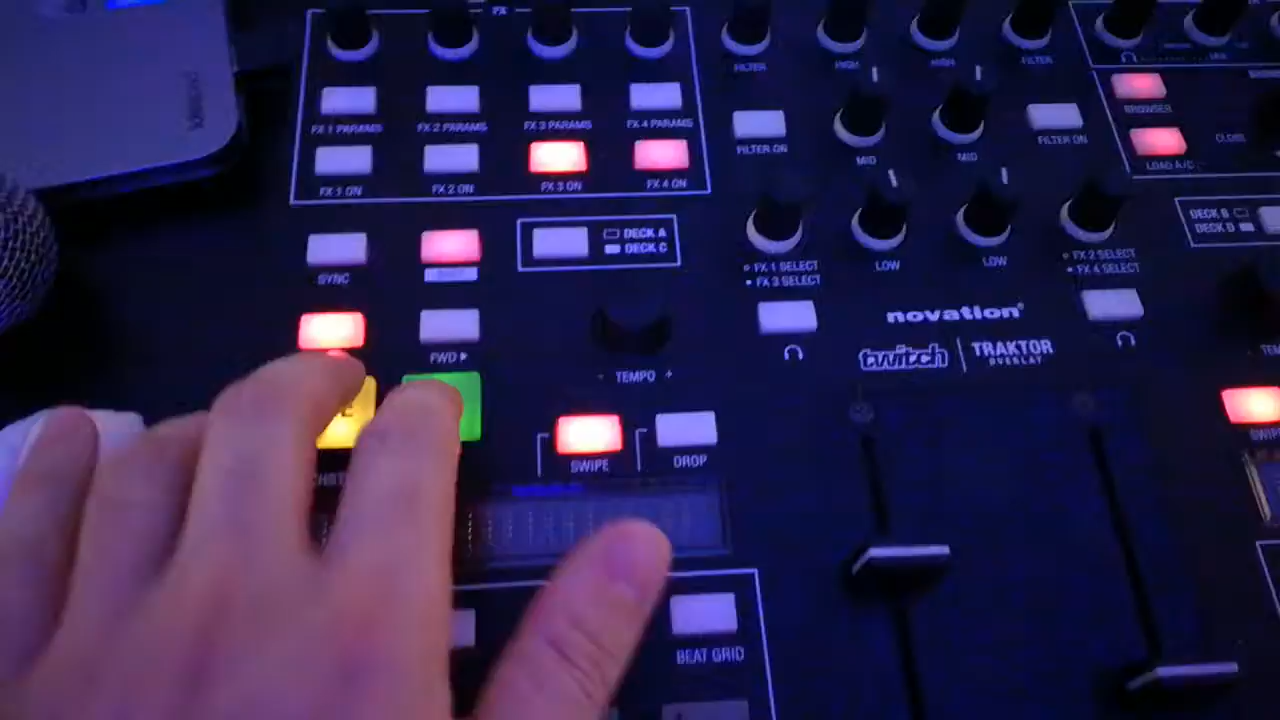 FX
FX 1 PARAMS
FX 2 PARAMS
FX 3 PARAMS
FX 4 PARAMS
FX 1 ON
FX 2 ON
FX 3 ON
FX 4 ON
FILTER
HIGH
HIGH
FILTER
FILTER ON
MID
MID
FILTER ON
BROWSER
LOAD A/C
CLOSE
SYNC
DECK A
DECK C
DECK B
DECK D
FX 1 SELECT
FX 3 SELECT
LOW
LOW
FX 2 SELECT
FX 4 SELECT
FWD
- TEMPO +
novation
twitch
TRAKTOR
OVERLAY
SWIPE
DROP
BEAT GRID